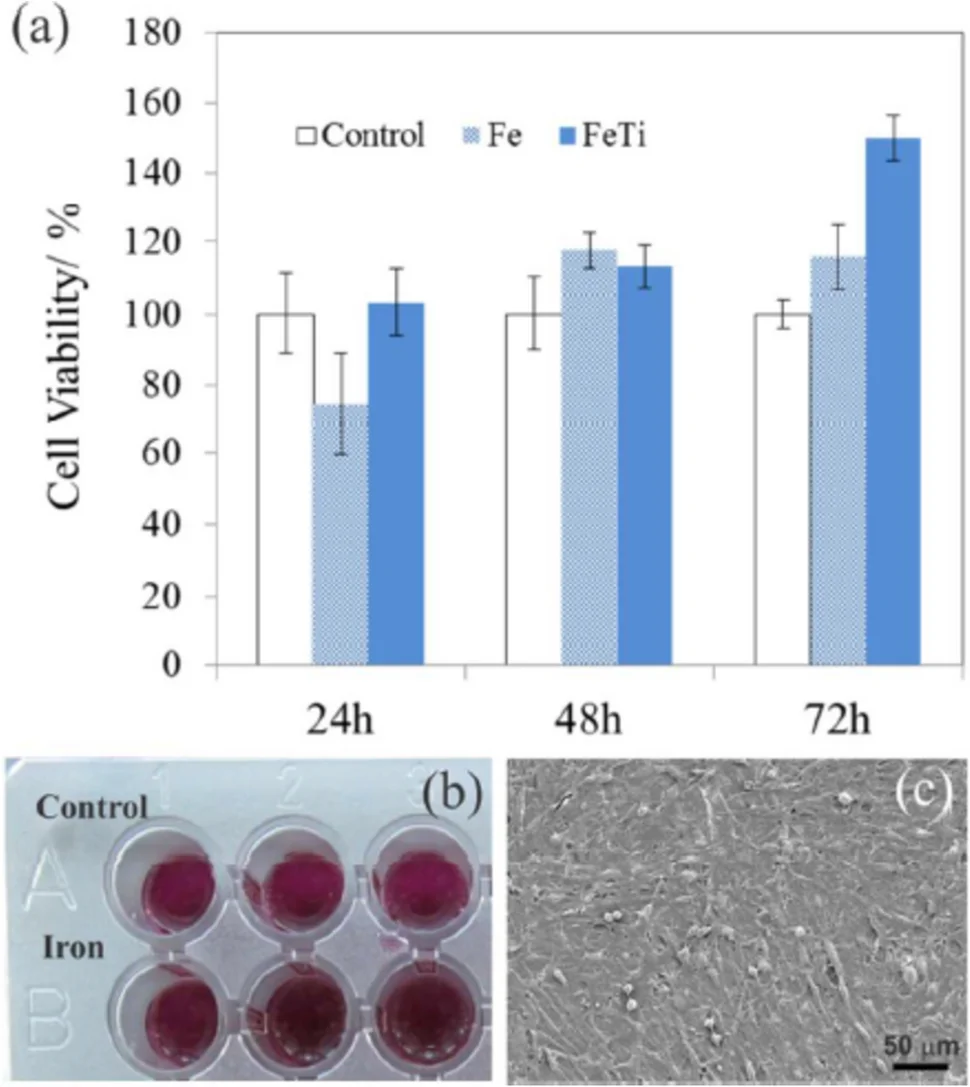 (a)
180
160
140
120
100
80
60
40
20
0
Cell Viability/ %
Control Fe FeTi
24h 48h 72h
(b)
1 2 3
Control
A
Iron
B
(c)
50 µm